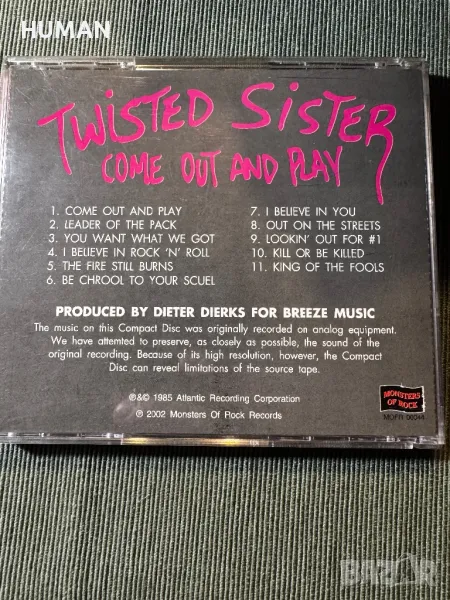 HUMAN
TWISTED SISTER
COME OUT AND PLAY
1. COME OUT AND PLAY
2. LEADER OF THE PACK
3. YOU WANT WHAT WE GOT
4. I BELIEVE IN ROCK 'N' ROLL
5. THE FIRE STILL BURNS
6. BE CHROOL TO YOUR SCUEL
7. I BELIEVE IN YOU
8. OUT ON THE STREETS
9. LOOKIN' OUT FOR #1
10. KILL OR BE KILLED
11. KING OF THE FOOLS
PRODUCED BY DIETER DIERKS FOR BREEZE MUSIC
The music on this Compact Disc was originally recorded on analog equipment.
We have attemted to preserve, as closely as possible, the sound of the
original recording. Because of its high resolution, however, the Compact
Disc can reveal limitations of the source tape.
℗&© 1985 Atlantic Recording Corporation
℗ 2002 Monsters Of Rock Records
MONSTERS
OF ROCK
BAZAR